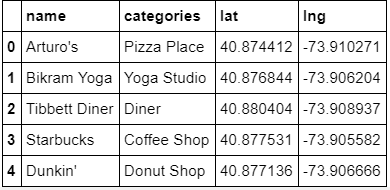 name categories lat lng
0 Arturo's Pizza Place 40.874412 -73.910271
1 Bikram Yoga Yoga Studio 40.876844 -73.906204
2 Tibbett Diner Diner 40.880404 -73.908937
3 Starbucks Coffee Shop 40.877531 -73.905582
4 Dunkin' Donut Shop 40.877136 -73.906666